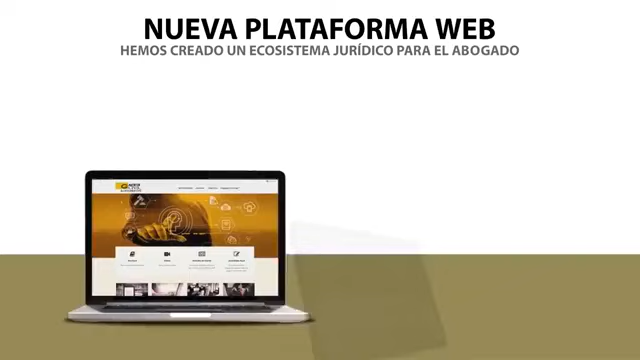 NUEVA PLATAFORMA WEB
HEMOS CREADO UN ECOSISTEMA JURÍDICO PARA EL ABOGADO